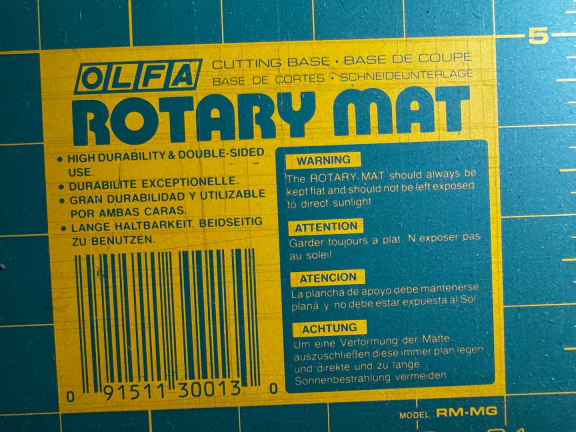 5
OLFA
CUTTING BASE · BASE DE COUPE
BASE DE CORTES · SCHNEIDEUNTERLAGE
ROTARY MAT
• HIGH DURABILITY & DOUBLE-SIDED
USE.
• DURABILITE EXCEPTIONELLE.
• GRAN DURABILIDAD Y UTILIZABLE
POR AMBAS CARAS.
• LANGE HALTBARKEIT. BEIDSEITIG
ZU BENUTZEN.
WARNING
The ROTARY MAT should always be
kept flat and should not be left exposed
to direct sunlight.
ATTENTION
Garder toujours a plat. N exposer pas
au soleil
ATENCION
La plancha de apoyo debe mantenerse
plana y no debe estar expuesta al Sol
ACHTUNG
Um eine Verformung der Matte
auszuschließen diese immer plan legen
und direkte und zu lange
Sonnenbestrahlung vermeiden
0 91511 30013 0
MODEL RM-MG